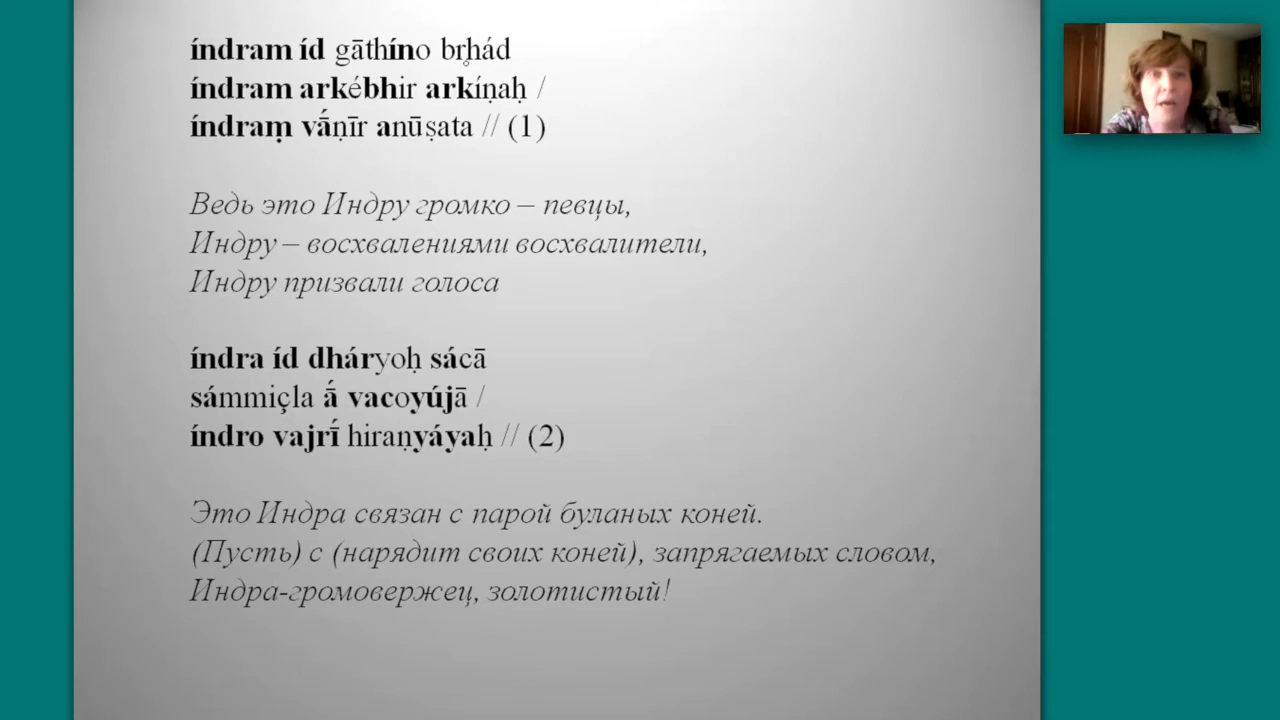 índram íd gāthíno br̥hád
índram arkébhir arkíṇaḥ /
índraṃ vā́ṇīr anūṣata // (1)
Ведь это Индру громко – певцы,
Индру – восхвалениями восхвалители,
Индру призвали голоса
índra íd dháryoḥ sácā
sámmiçla ā́ vacoyújā /
índro vajrī́ hiraṇyáyaḥ // (2)
Это Индра связан с парой буланых коней.
(Пусть) с (нарядит своих коней), запрягаемых словом,
Индра-громовержец, золотистый!